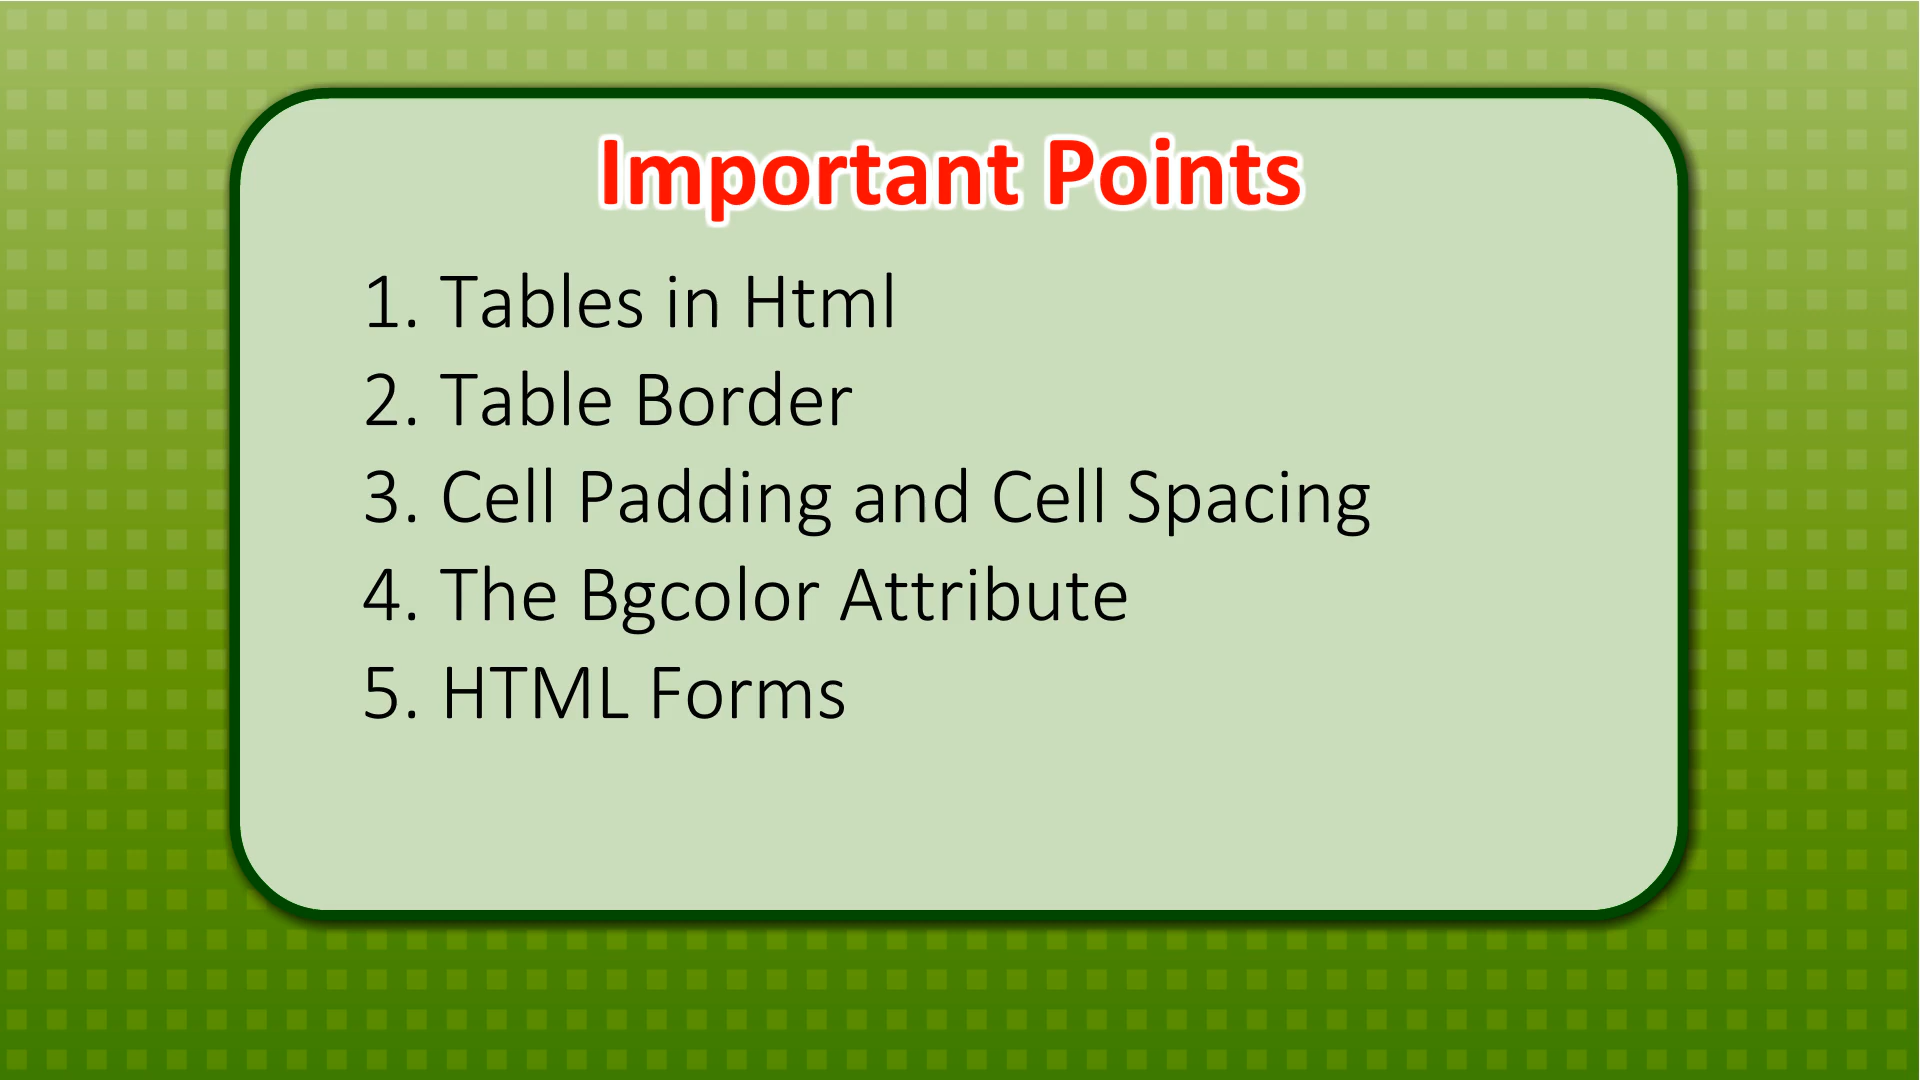 Important Points
1. Tables in Html
2. Table Border
3. Cell Padding and Cell Spacing
4. The Bgcolor Attribute
5. HTML Forms